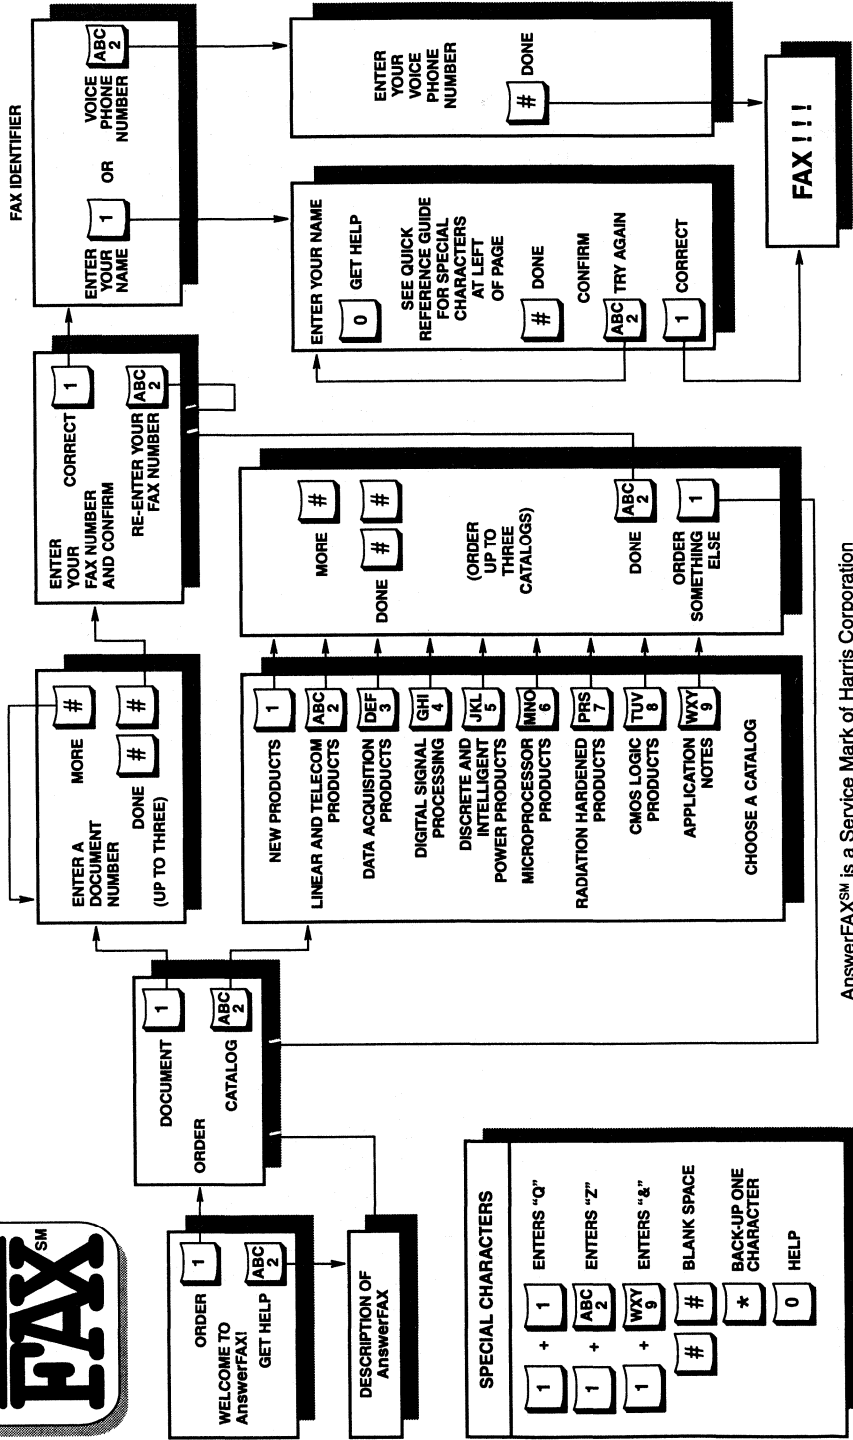 FAX℠
WELCOME TO
AnswerFAX!
ORDER
1
GET HELP
ABC
2
DESCRIPTION OF
AnswerFAX
ORDER
DOCUMENT
1
CATALOG
ABC
2
ENTER A
DOCUMENT
NUMBER
MORE
#
DONE
# #
(UP TO THREE)
ENTER
YOUR
FAX NUMBER
AND CONFIRM
CORRECT
1
RE-ENTER YOUR
FAX NUMBER
ABC
2
FAX IDENTIFIER
ENTER
YOUR
NAME
1
OR
VOICE
PHONE
NUMBER
ABC
2
NEW PRODUCTS
1
LINEAR AND TELECOM
PRODUCTS
ABC
2
DATA ACQUISITION
PRODUCTS
DEF
3
DIGITAL SIGNAL
PROCESSING
GHI
4
DISCRETE AND
INTELLIGENT
POWER PRODUCTS
JKL
5
MICROPROCESSOR
PRODUCTS
MNO
6
RADIATION HARDENED
PRODUCTS
PRS
7
CMOS LOGIC
PRODUCTS
TUV
8
APPLICATION
NOTES
WXY
9
CHOOSE A CATALOG
MORE
#
DONE
# #
(ORDER
UP TO
THREE
CATALOGS)
DONE
ABC
2
ORDER
SOMETHING
ELSE
1
ENTER YOUR NAME
0 GET HELP
SEE QUICK
REFERENCE GUIDE
FOR SPECIAL
CHARACTERS
AT LEFT
OF PAGE
# DONE
CONFIRM
ABC
2
TRY AGAIN
1 CORRECT
ENTER
YOUR
VOICE
PHONE
NUMBER
# DONE
FAX ! ! !
SPECIAL CHARACTERS
1 + 1 ENTERS “Q”
1 + ABC
2
ENTERS “Z”
1 + WXY
9
ENTERS “&”
# # BLANK SPACE
* BACK-UP ONE
CHARACTER
0 HELP
AnswerFAX℠ is a Service Mark of Harris Corporation